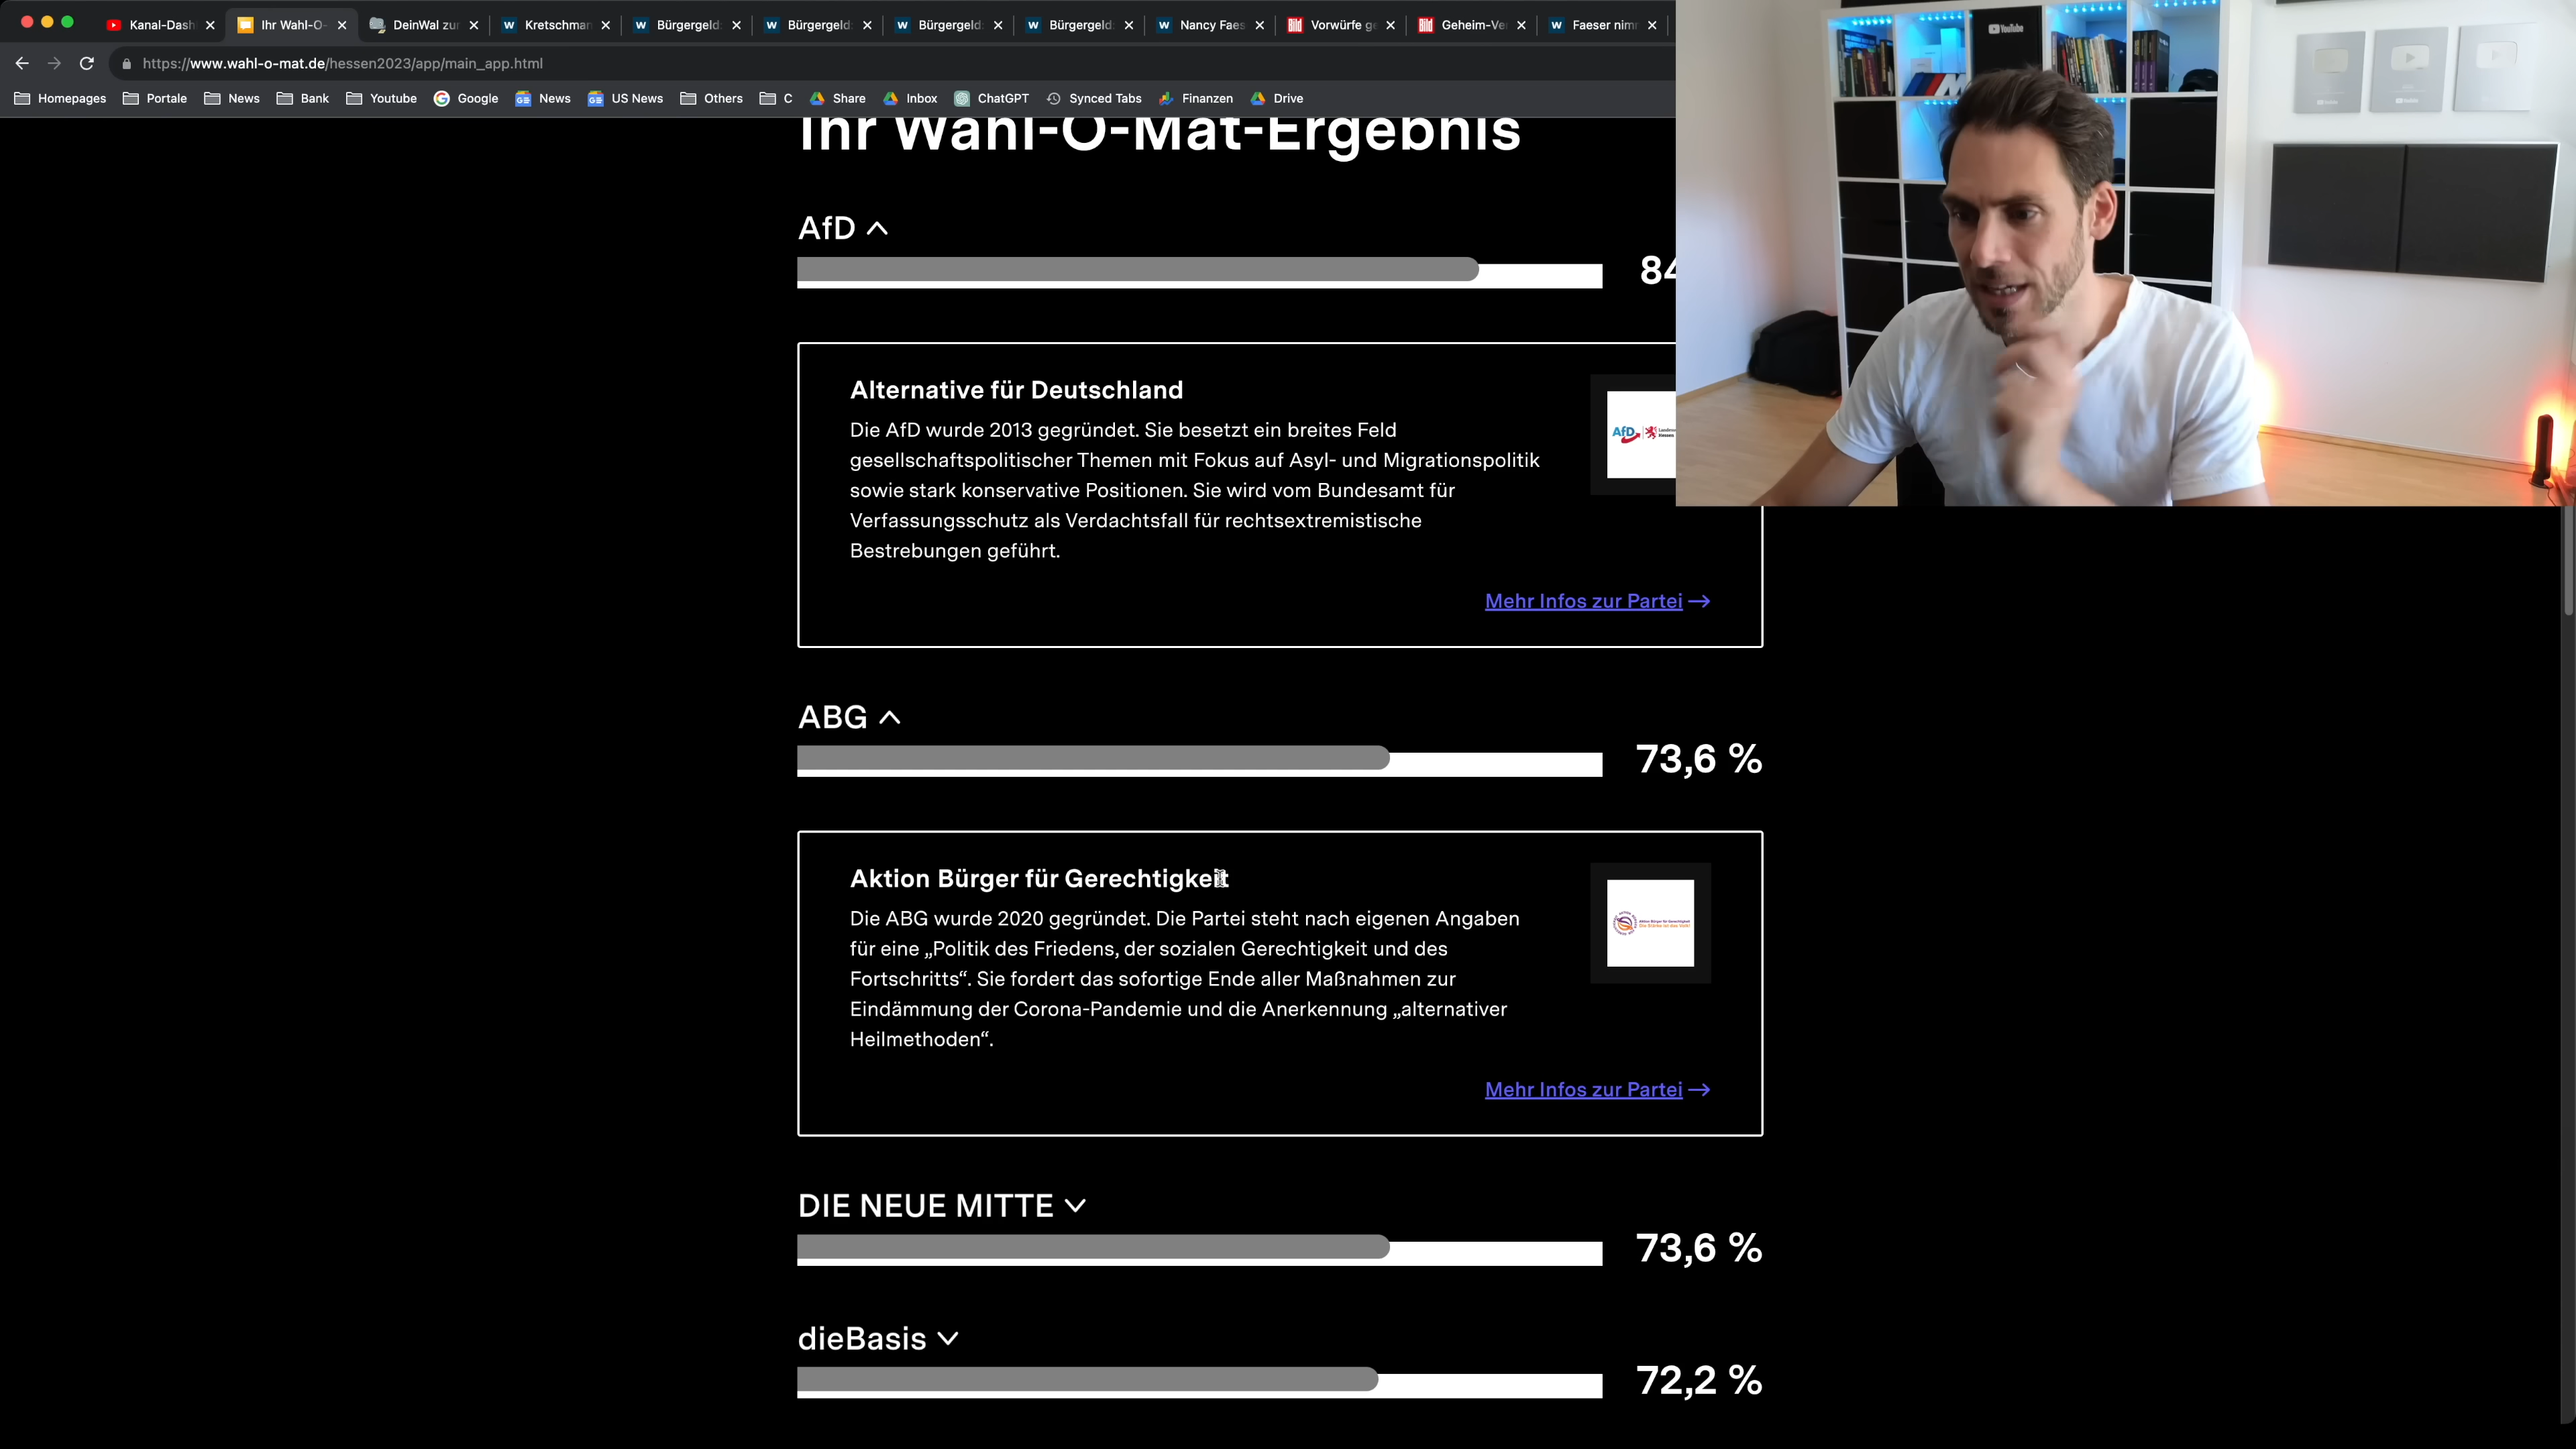 Kanal-Dash
Ihr Wahl-O-
DeinWal zur
Kretschman
Bürgergeld:
Bürgergeld:
Bürgergeld:
Bürgergeld:
Nancy Faes
Vorwürfe ge
Geheim-Ver
Faeser nimm
https://www.wahl-o-mat.de/hessen2023/app/main_app.html
Homepages
Portale
News
Bank
Youtube
Google
News
US News
Others
C
Share
Inbox
ChatGPT
Synced Tabs
Finanzen
Drive
YouTube
Ihr Wahl-O-Mat-Ergebnis
AfD
84
Alternative für Deutschland
Die AfD wurde 2013 gegründet. Sie besetzt ein breites Feld
gesellschaftspolitischer Themen mit Fokus auf Asyl- und Migrationspolitik
sowie stark konservative Positionen. Sie wird vom Bundesamt für
Verfassungsschutz als Verdachtsfall für rechtsextremistische
Bestrebungen geführt.
AfD
Mehr Infos zur Partei
ABG
73,6 %
Aktion Bürger für Gerechtigkeit
Die ABG wurde 2020 gegründet. Die Partei steht nach eigenen Angaben
für eine „Politik des Friedens, der sozialen Gerechtigkeit und des
Fortschritts“. Sie fordert das sofortige Ende aller Maßnahmen zur
Eindämmung der Corona-Pandemie und die Anerkennung „alternativer
Heilmethoden“.
Mehr Infos zur Partei
DIE NEUE MITTE
73,6 %
dieBasis
72,2 %